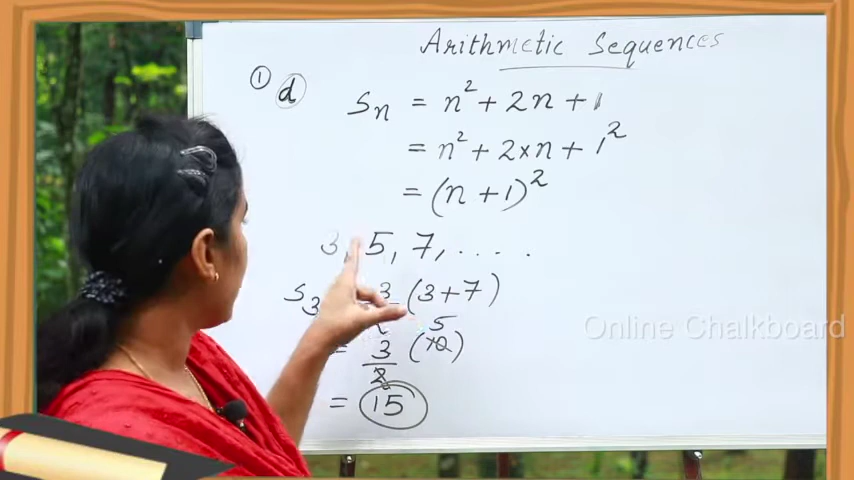 Arithmetic Sequences
① d Sn = n² + 2n + 1
= n² + 2×n + 1²
= (n + 1)²
3, 5, 7, .....
S3 3 (3+7)
5
= 3/2 (10)
= 15
Online Chalkboard